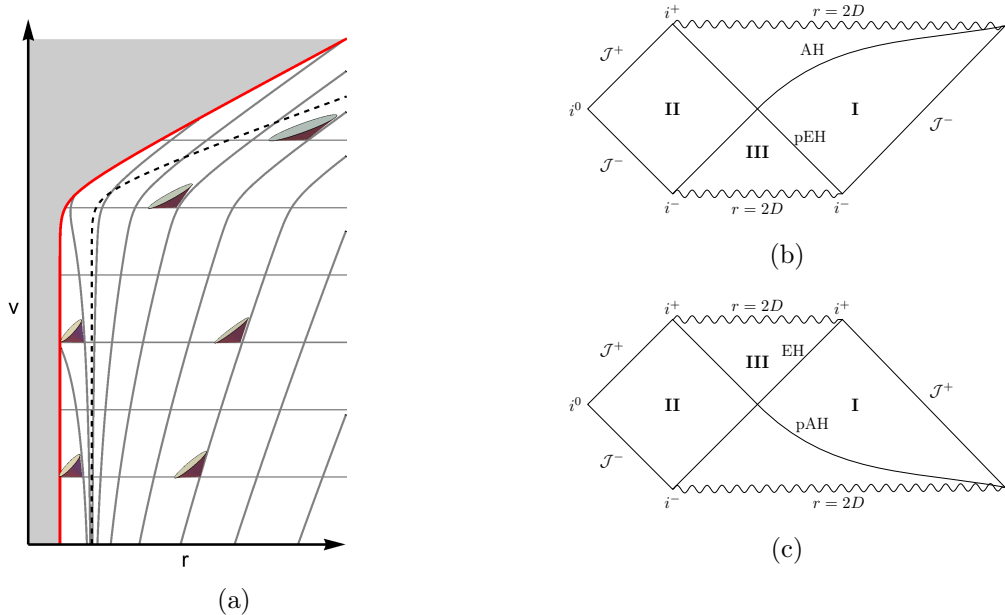 v
r
(a)
i⁺
r = 2D
𝒥⁺
AH
i⁰
II
I
pEH
𝒥⁻
𝒥⁻
III
i⁻
r = 2D
i⁻
(b)
i⁺
r = 2D
i⁺
𝒥⁺
III
EH
𝒥⁺
i⁰
II
I
pAH
𝒥⁻
i⁻
r = 2D
(c)